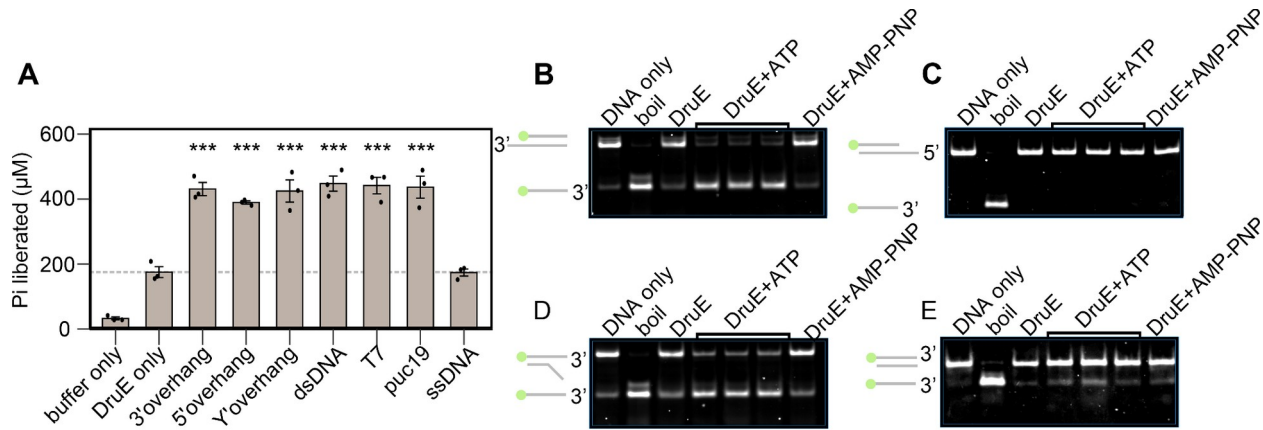 A
Pi liberated (µM)
600
400
200
0
***
***
***
***
***
***
buffer only
DruE only
3'overhang
5'overhang
Y'overhang
dsDNA
T7
puc19
ssDNA
B
DNA only
boil
DruE
DruE+ATP
DruE+AMP-PNP
3'
3'
C
DNA only
boil
DruE
DruE+ATP
DruE+AMP-PNP
5'
3'
D
DNA only
boil
DruE
DruE+ATP
DruE+AMP-PNP
3'
3'
E
DNA only
boil
DruE
DruE+ATP
DruE+AMP-PNP
3'
3'